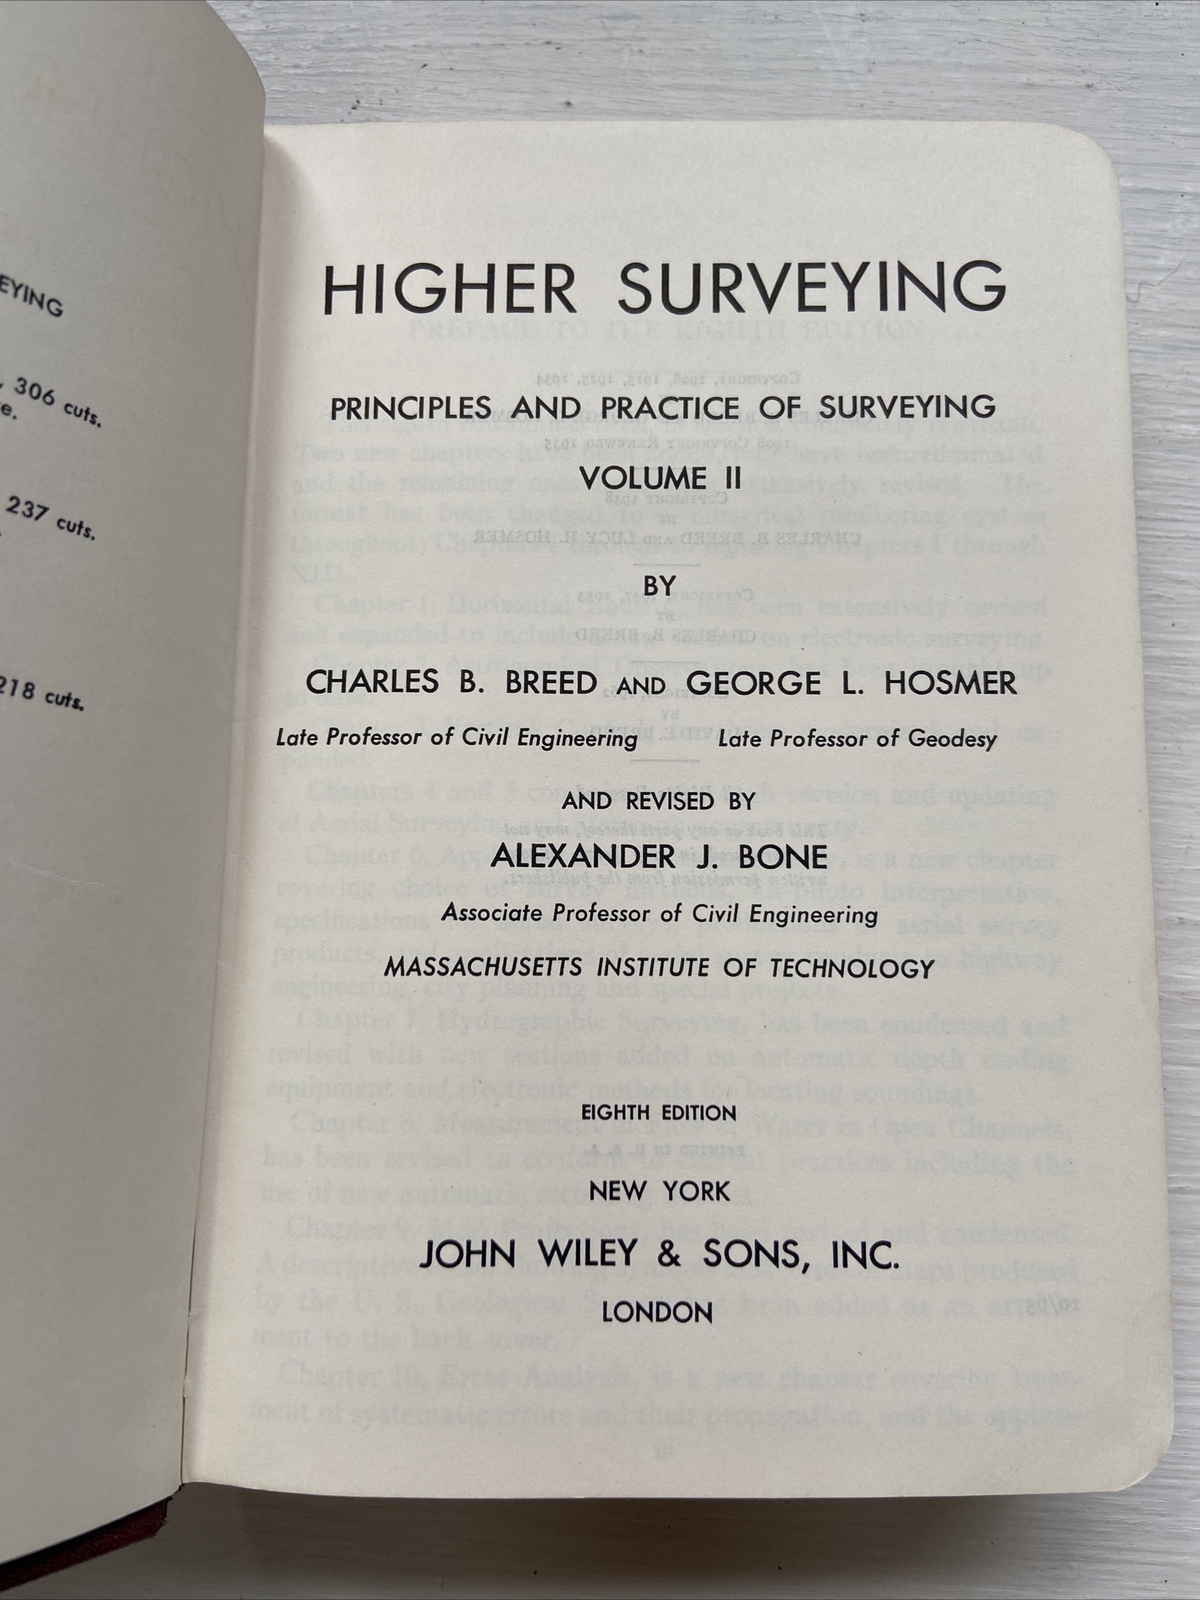 EYING
306 cuts.
e.
237 cuts.
218 cuts.
HIGHER SURVEYING
PRINCIPLES AND PRACTICE OF SURVEYING
VOLUME II
BY
CHARLES B. BREED AND GEORGE L. HOSMER
Late Professor of Civil Engineering Late Professor of Geodesy
AND REVISED BY
ALEXANDER J. BONE
Associate Professor of Civil Engineering
MASSACHUSETTS INSTITUTE OF TECHNOLOGY
EIGHTH EDITION
NEW YORK
JOHN WILEY & SONS, INC.
LONDON